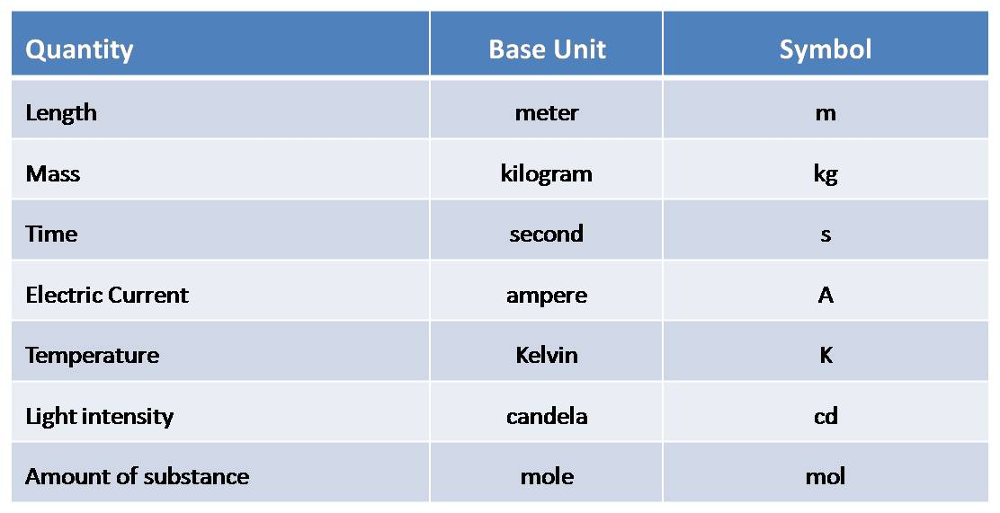 Quantity Base Unit Symbol
Length meter m
Mass kilogram kg
Time second s
Electric Current ampere A
Temperature Kelvin K
Light intensity candela cd
Amount of substance mole mol